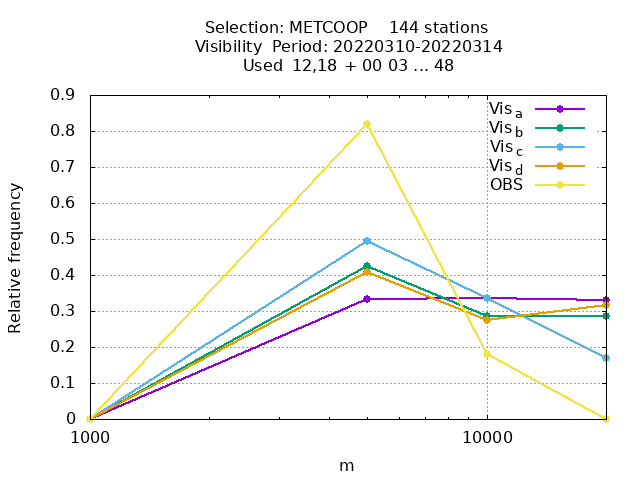 Selection: METCOOP 144 stations
Visibility Period: 20220310-20220314
Used 12,18 + 00 03 ... 48
0.9
0.8
0.7
0.6
0.5
0.4
0.3
0.2
0.1
0
Relative frequency
Vis a
Vis b
Vis c
Vis d
OBS
1000 10000
m